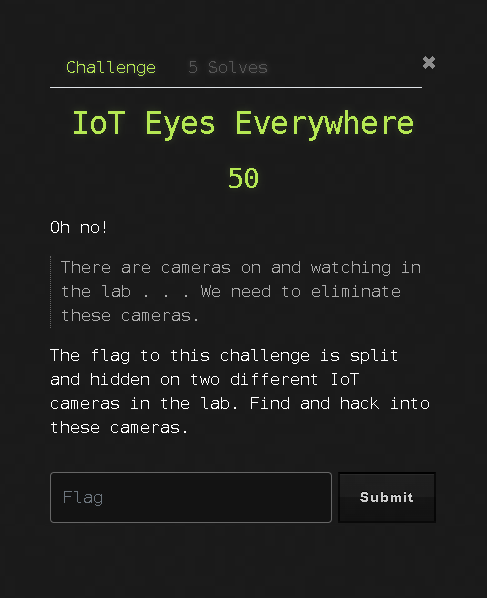 Challenge
5 Solves
✖
IoT Eyes Everywhere
50
Oh no!
There are cameras on and watching in
the lab . . . We need to eliminate
these cameras.
The flag to this challenge is split
and hidden on two different IoT
cameras in the lab. Find and hack into
these cameras.
Flag
Submit